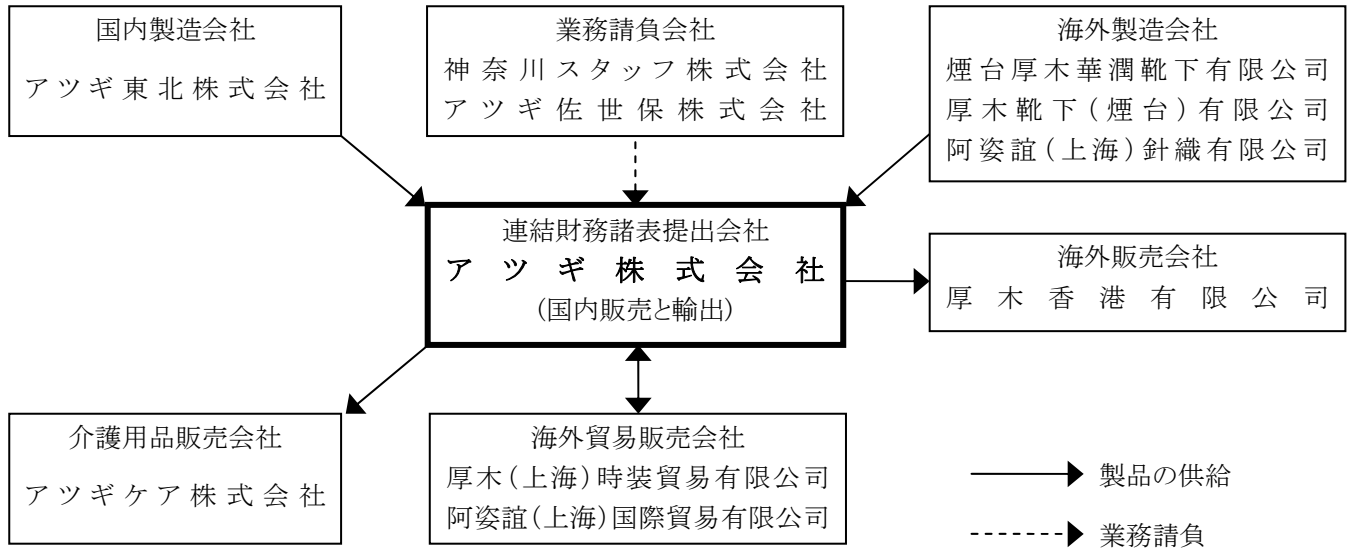 国内製造会社
アツギ東北株式会社
業務請負会社
神奈川スタッフ株式会社
アツギ佐世保株式会社
海外製造会社
煙台厚木華潤靴下有限公司
厚木靴下(煙台)有限公司
阿姿誼(上海)針織有限公司
連結財務諸表提出会社
アツギ株式会社
(国内販売と輸出)
海外販売会社
厚木香港有限公司
介護用品販売会社
アツギケア株式会社
海外貿易販売会社
厚木(上海)時装貿易有限公司
阿姿誼(上海)国際貿易有限公司
製品の供給
業務請負